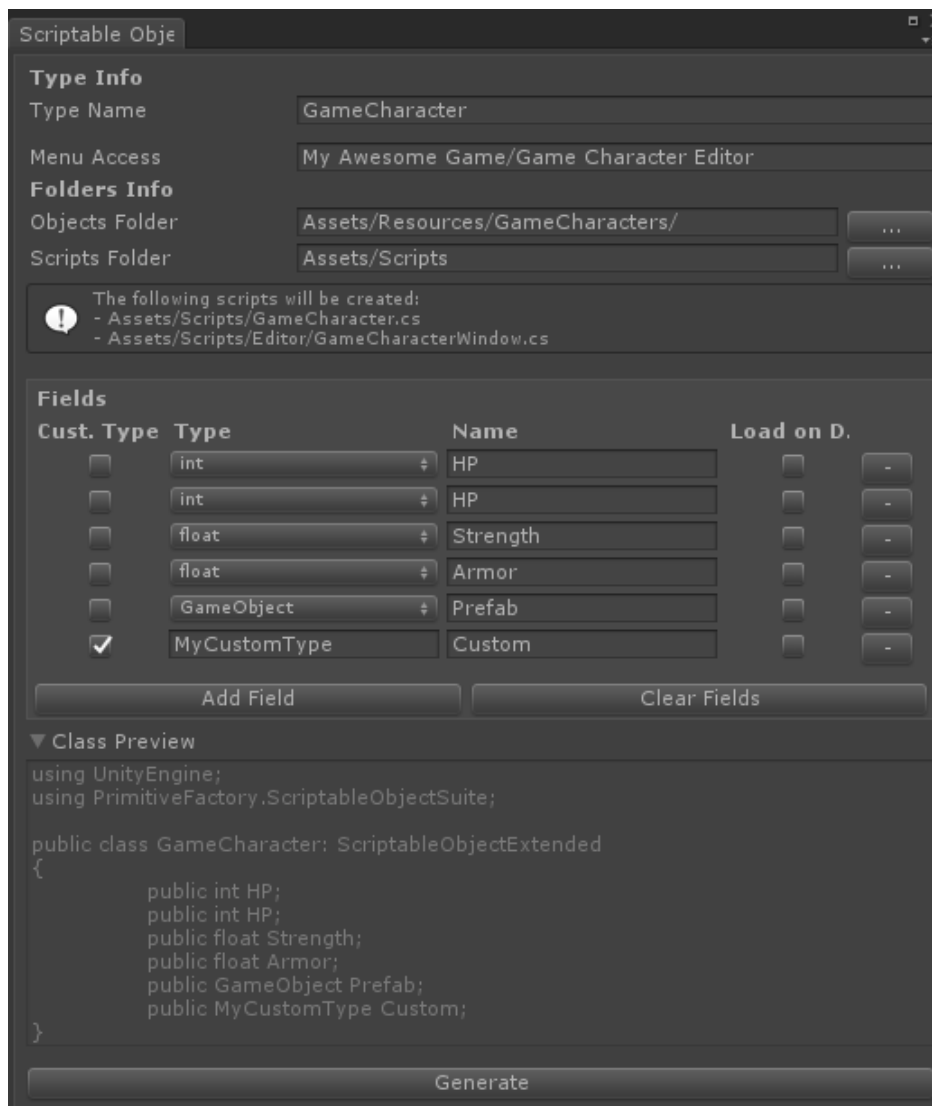 Scriptable Obje
Type Info
Type Name GameCharacter
Menu Access My Awesome Game/Game Character Editor
Folders Info
Objects Folder Assets/Resources/GameCharacters/ ...
Scripts Folder Assets/Scripts ...
The following scripts will be created:
- Assets/Scripts/GameCharacter.cs
- Assets/Scripts/Editor/GameCharacterWindow.cs
Fields
Cust. Type Type Name Load on D.
int HP -
int HP -
float Strength -
float Armor -
GameObject Prefab -
MyCustomType Custom -
Add Field Clear Fields
Class Preview
using UnityEngine;
using PrimitiveFactory.ScriptableObjectSuite;
public class GameCharacter: ScriptableObjectExtended
{
public int HP;
public int HP;
public float Strength;
public float Armor;
public GameObject Prefab;
public MyCustomType Custom;
}
Generate